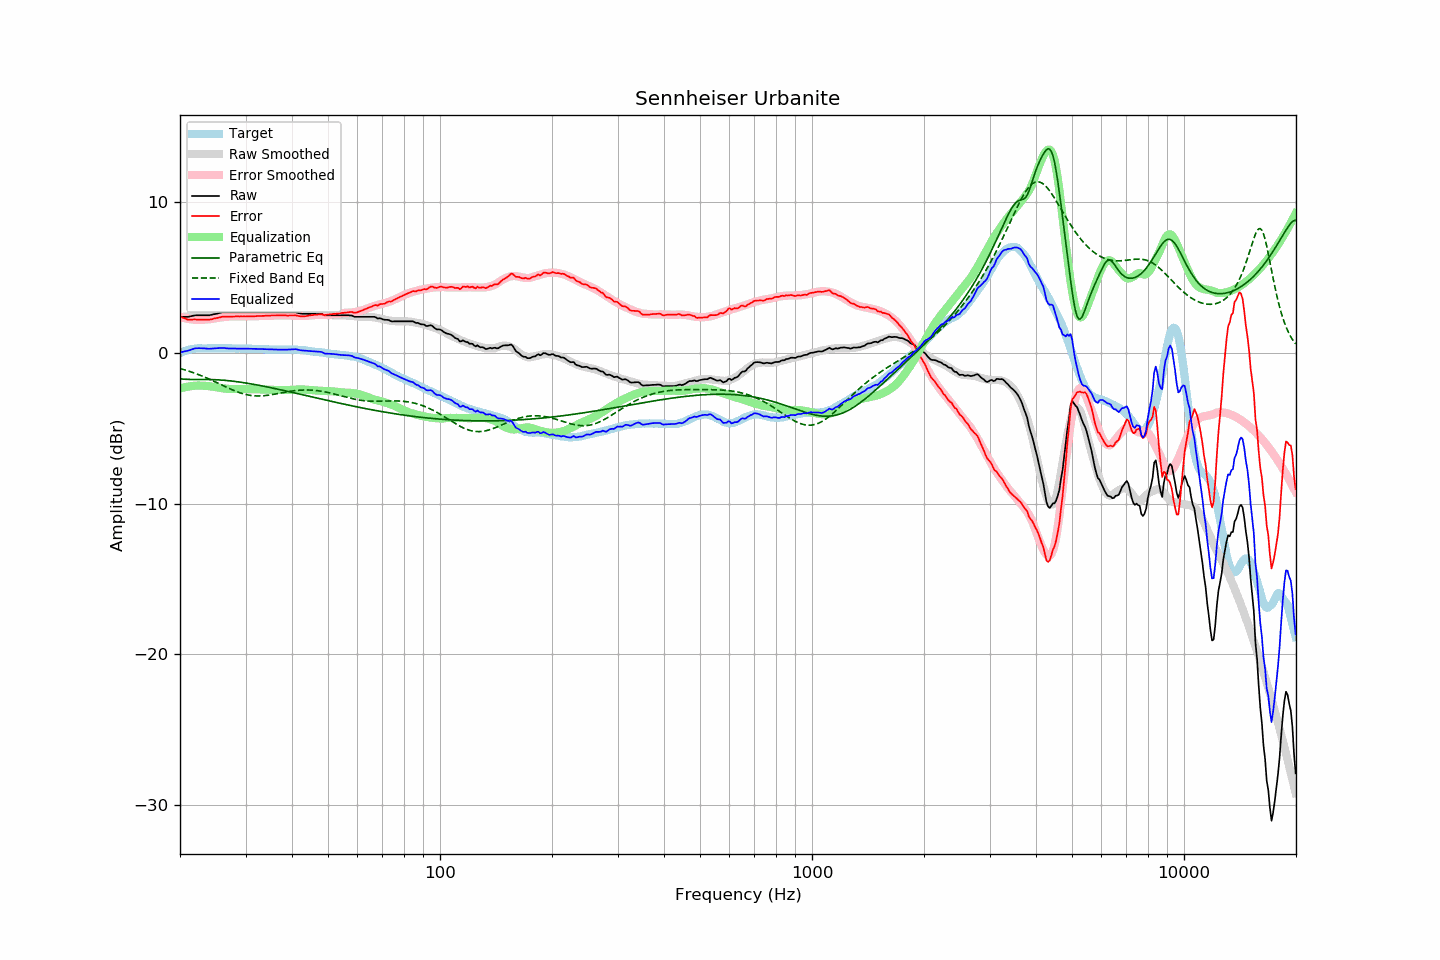 Sennheiser Urbanite
Target
Raw Smoothed
Error Smoothed
Raw
Error
Equalization
Parametric Eq
Fixed Band Eq
Equalized
10
0
−10
−20
−30
Amplitude (dBr)
100
1000
10000
Frequency (Hz)